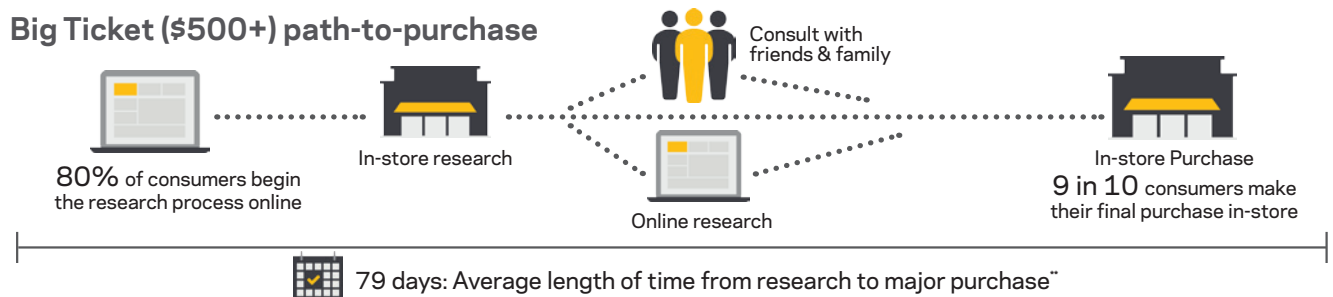 Big Ticket ($500+) path-to-purchase
Consult with
friends & family
In-store research
Online research
80% of consumers begin
the research process online
In-store Purchase
9 in 10 consumers make
their final purchase in-store
79 days: Average length of time from research to major purchase**